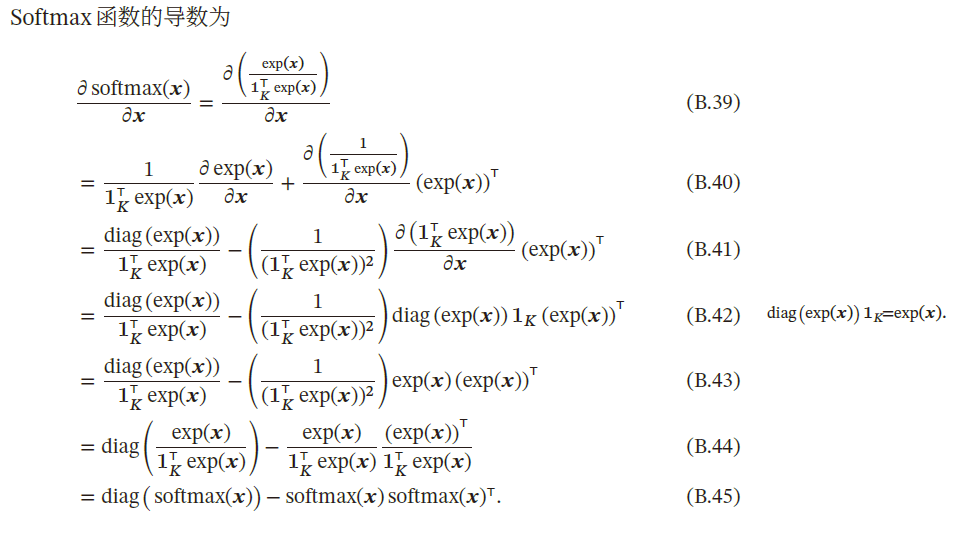 Softmax 函数的导数为
∂ softmax(x) / ∂x = ∂ ( exp(x) / 1_K^⊤ exp(x) ) / ∂x (B.39)
= 1 / 1_K^⊤ exp(x) ∂ exp(x) / ∂x + ∂ ( 1 / 1_K^⊤ exp(x) ) / ∂x (exp(x))^⊤ (B.40)
= diag (exp(x)) / 1_K^⊤ exp(x) − ( 1 / (1_K^⊤ exp(x))² ) ∂ (1_K^⊤ exp(x)) / ∂x (exp(x))^⊤ (B.41)
= diag (exp(x)) / 1_K^⊤ exp(x) − ( 1 / (1_K^⊤ exp(x))² ) diag (exp(x)) 1_K (exp(x))^⊤ (B.42) diag (exp(x)) 1_K=exp(x).
= diag (exp(x)) / 1_K^⊤ exp(x) − ( 1 / (1_K^⊤ exp(x))² ) exp(x) (exp(x))^⊤ (B.43)
= diag ( exp(x) / 1_K^⊤ exp(x) ) − exp(x) / 1_K^⊤ exp(x) (exp(x))^⊤ / 1_K^⊤ exp(x) (B.44)
= diag ( softmax(x)) − softmax(x) softmax(x)^⊤. (B.45)